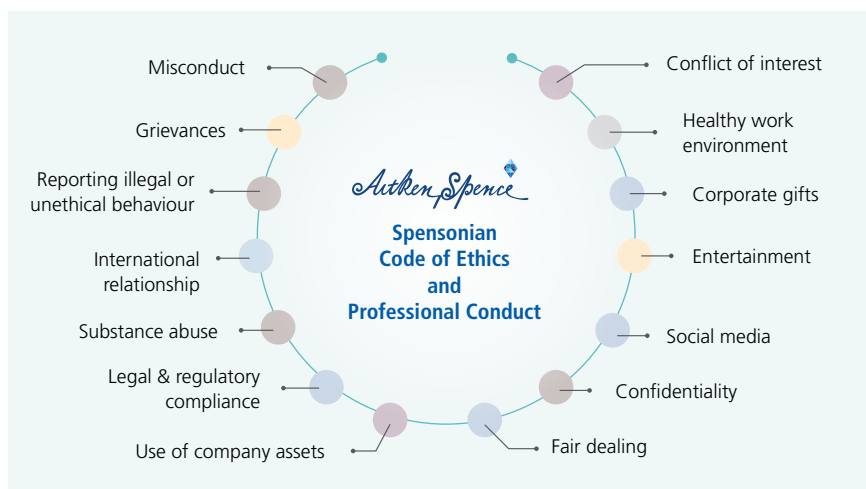 Misconduct
Grievances
Reporting illegal or
unethical behaviour
International
relationship
Substance abuse
Legal & regulatory
compliance
Use of company assets
Aitken Spence
Spensonian
Code of Ethics
and
Professional Conduct
Conflict of interest
Healthy work
environment
Corporate gifts
Entertainment
Social media
Confidentiality
Fair dealing